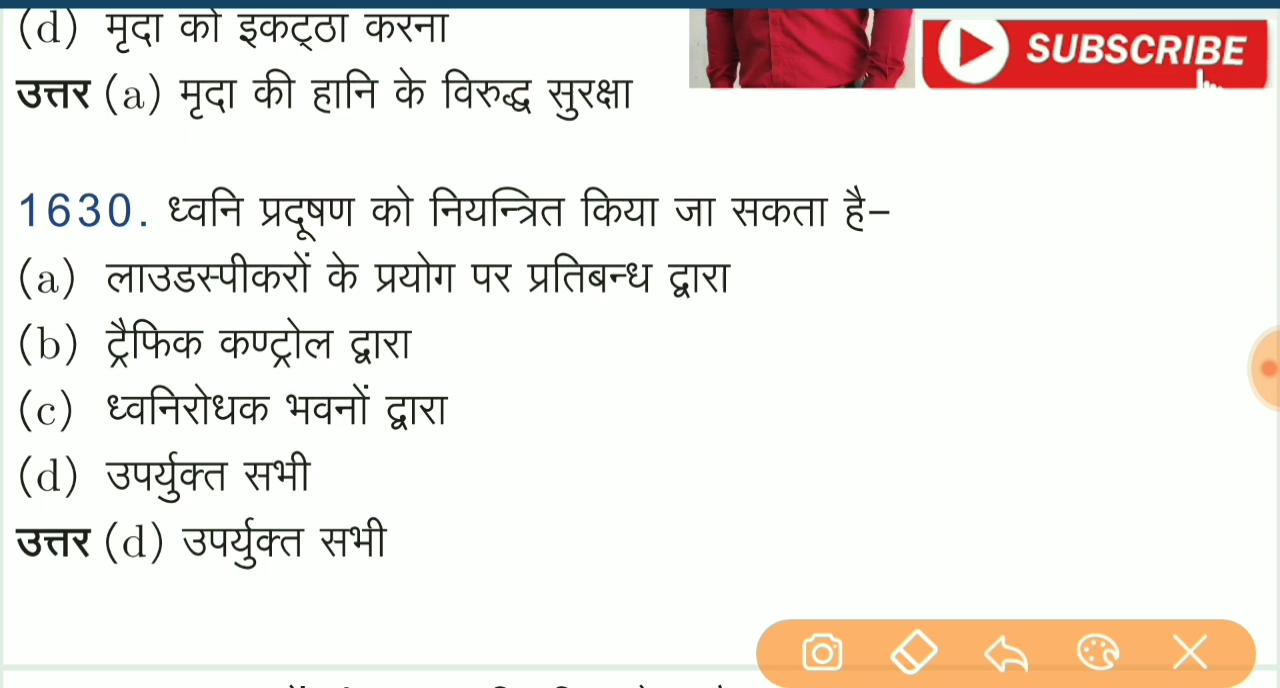 (d) मृदा को इकट्ठा करना
SUBSCRIBE
उत्तर (a) मृदा की हानि के विरुद्ध सुरक्षा
1630. ध्वनि प्रदूषण को नियन्त्रित किया जा सकता है–
(a) लाउडस्पीकरों के प्रयोग पर प्रतिबन्ध द्वारा
(b) ट्रैफिक कण्ट्रोल द्वारा
(c) ध्वनिरोधक भवनों द्वारा
(d) उपर्युक्त सभी
उत्तर (d) उपर्युक्त सभी